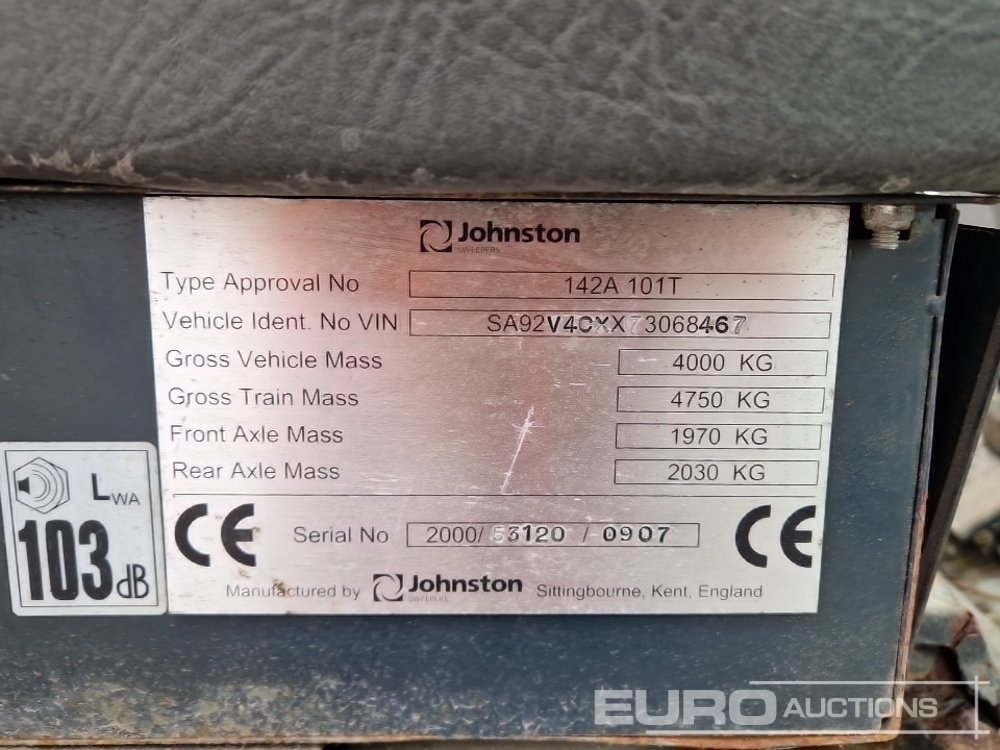 Johnston
SWEEPERS
Type Approval No 142A 101T
Vehicle Ident. No VIN SA92V4CXX73068467
Gross Vehicle Mass 4000 KG
Gross Train Mass 4750 KG
Front Axle Mass 1970 KG
Rear Axle Mass 2030 KG
CE Serial No 2000/53120 / 0907 CE
Manufactured by Johnston SWEEPERS Sittingbourne, Kent, England
LWA
103 dB
EURO AUCTIONS